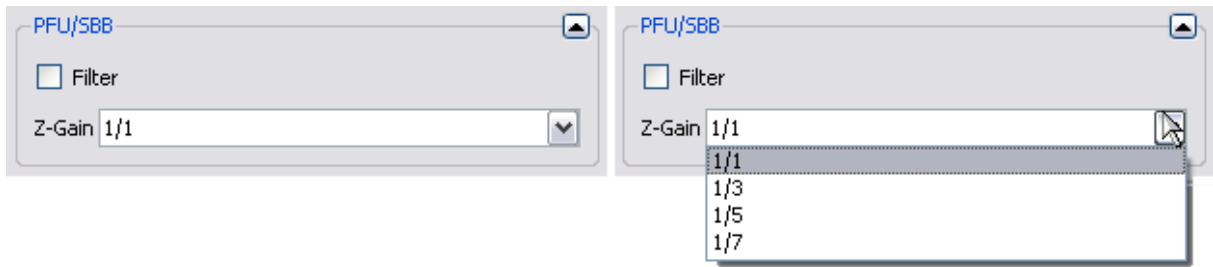 PFU/SBB
Filter
Z-Gain 1/1
PFU/SBB
Filter
Z-Gain 1/1
1/1
1/3
1/5
1/7